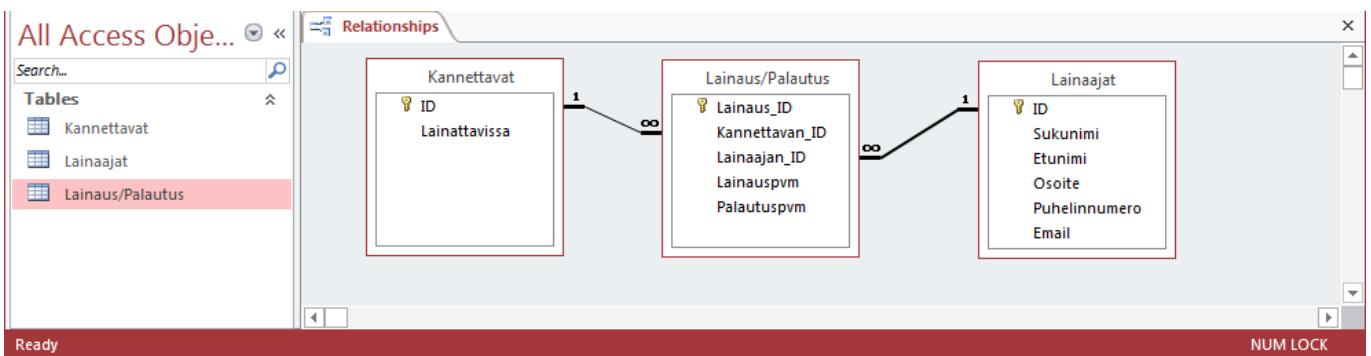 All Access Obje... «
Search...
Tables
Kannettavat
Lainaajat
Lainaus/Palautus
Relationships
Kannettavat
ID
Lainattavissa
1
∞
Lainaus/Palautus
Lainaus_ID
Kannettavan_ID
Lainaajan_ID
Lainauspvm
Palautuspvm
∞
1
Lainaajat
ID
Sukunimi
Etunimi
Osoite
Puhelinnumero
Email
Ready
NUM LOCK